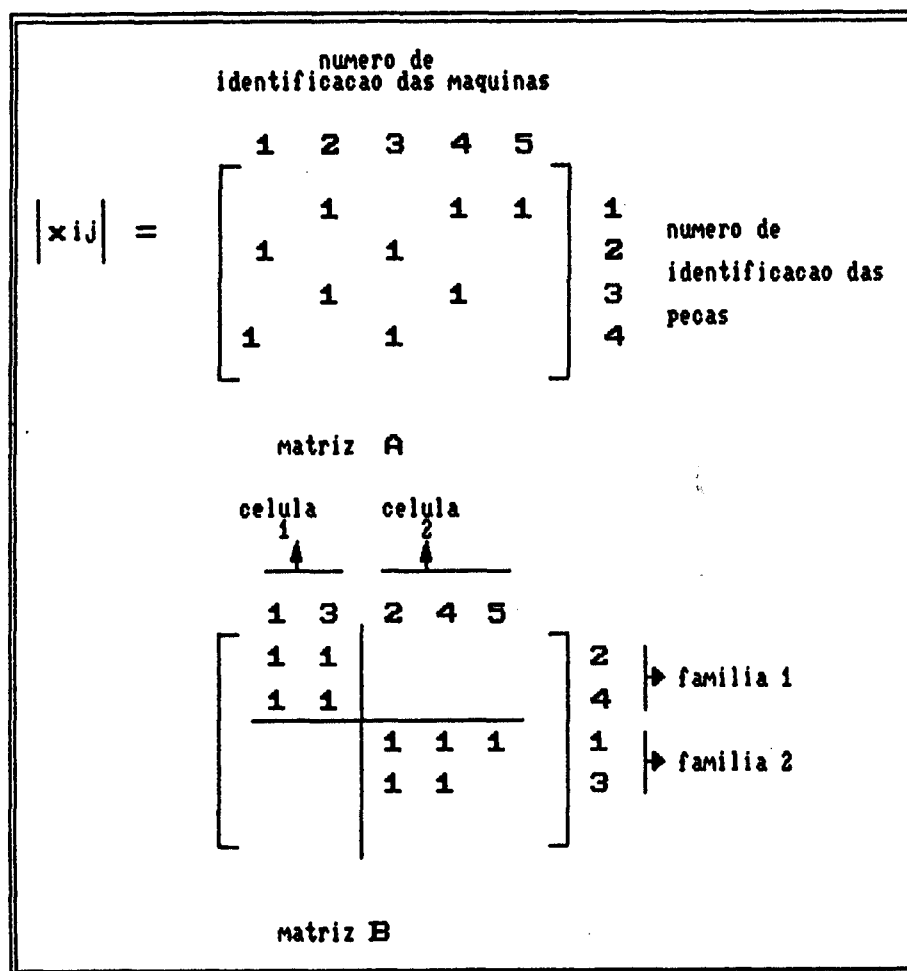 numero de
identificacao das maquinas
1 2 3 4 5
1 1 1 1
|xij| = numero de
1 1 2
identificacao das
1 1 3
pecas
1 1 4
matriz A
celula celula
1 2
1 3 2 4 5
1 1 2
familia 1
1 1 4
1 1 1 1
familia 2
1 1 3
matriz B